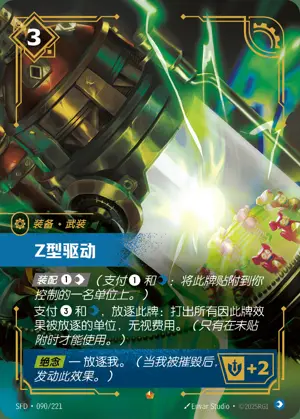 3
装备·武装
Z型驱动
装配 1 （支付 1 和 ：将此牌贴附到你
控制的一名单位上。）
支付 3 和 ，放逐此牌：打出所有因此牌效
果被放逐的单位，无视费用。（只有在未贴
附时才能使用。）
绝念 — 放逐我。（当我被摧毁后，
发动此效果。）
+2
SFD · 090/221
Envar Studio · ©2025RGI